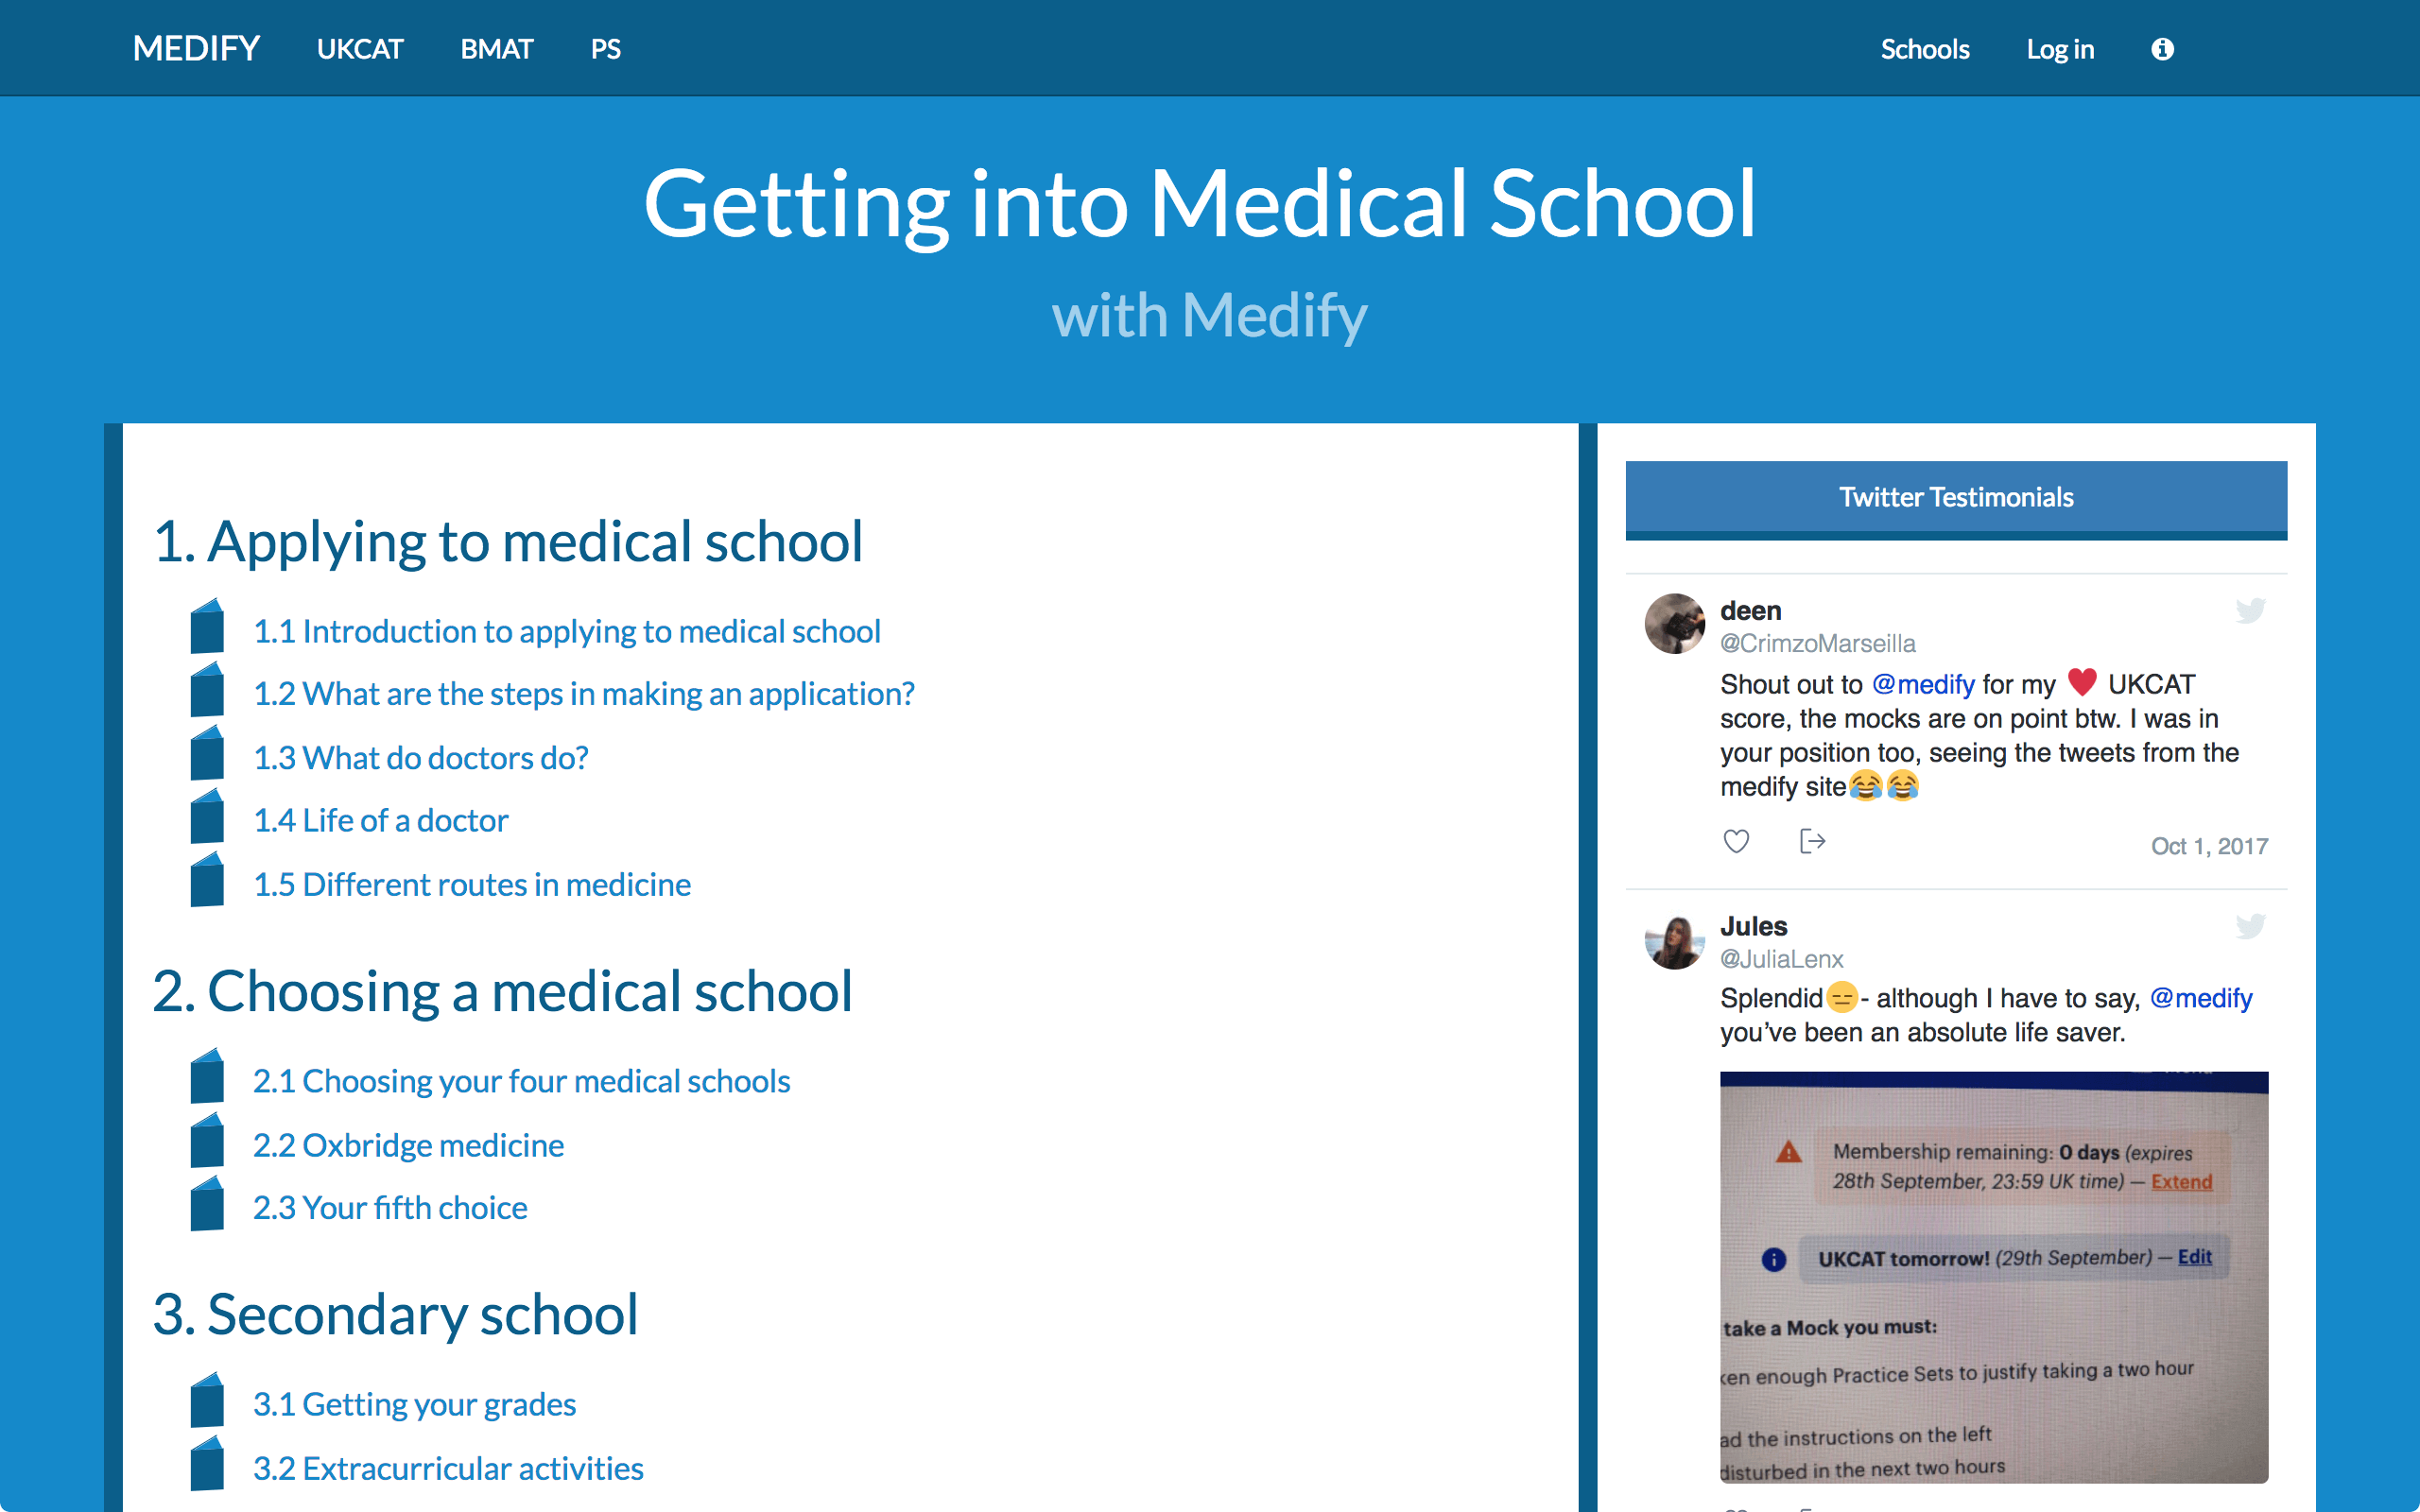 MEDIFY UKCAT BMAT PS Schools Log in
Getting into Medical School
with Medify
1. Applying to medical school
1.1 Introduction to applying to medical school
1.2 What are the steps in making an application?
1.3 What do doctors do?
1.4 Life of a doctor
1.5 Different routes in medicine
2. Choosing a medical school
2.1 Choosing your four medical schools
2.2 Oxbridge medicine
2.3 Your fifth choice
3. Secondary school
3.1 Getting your grades
3.2 Extracurricular activities
Twitter Testimonials
deen
@CrimzoMarseilla
Shout out to @medify for my ❤️ UKCAT
score, the mocks are on point btw. I was in
your position too, seeing the tweets from the
medify site😂😂
Oct 1, 2017
Jules
@JuliaLenx
Splendid😑- although I have to say, @medify
you’ve been an absolute life saver.
Membership remaining: 0 days (expires
28th September, 23:59 UK time) — Extend
UKCAT tomorrow! (29th September) — Edit
take a Mock you must:
enough Practice Sets to justify taking a two hour
the instructions on the left
disturbed in the next two hours